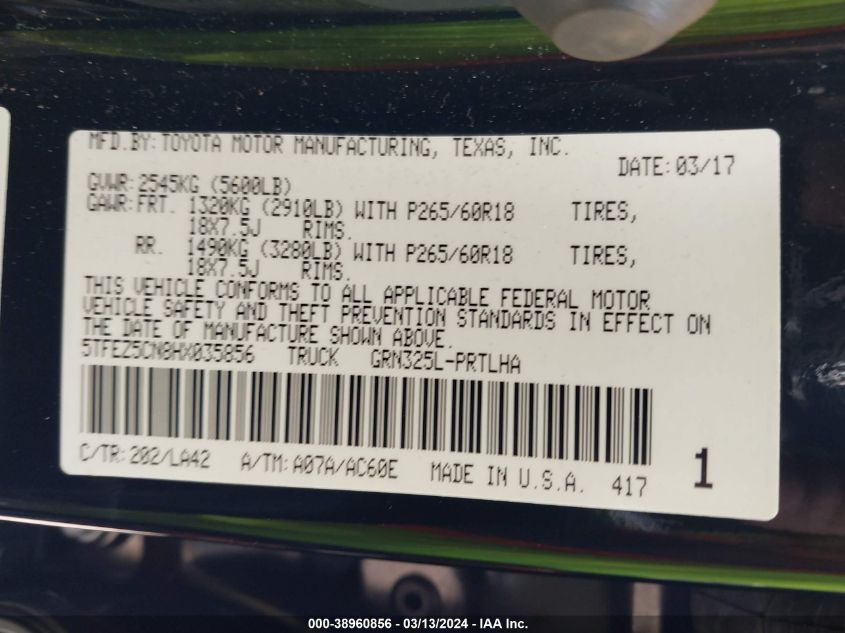 MFD.BY:TOYOTA MOTOR MANUFACTURING, TEXAS, INC.
DATE:03/17
GVWR:2545KG (5600LB)
GAWR:FRT. 1320KG (2910LB) WITH P265/60R18 TIRES,
18X7.5J RIMS.
RR. 1490KG (3280LB) WITH P265/60R18 TIRES,
18X7.5J RIMS.
THIS VEHICLE CONFORMS TO ALL APPLICABLE FEDERAL MOTOR
VEHICLE SAFETY AND THEFT PREVENTION STANDARDS IN EFFECT ON
THE DATE OF MANUFACTURE SHOWN ABOVE.
5TFEZ5CN8HX035856 TRUCK GRN325L-PRTLHA
C/TR:202/LA42 A/TM:A07A/AC60E MADE IN U.S.A. 417 1
000-38960856 - 03/13/2024 - IAA Inc.